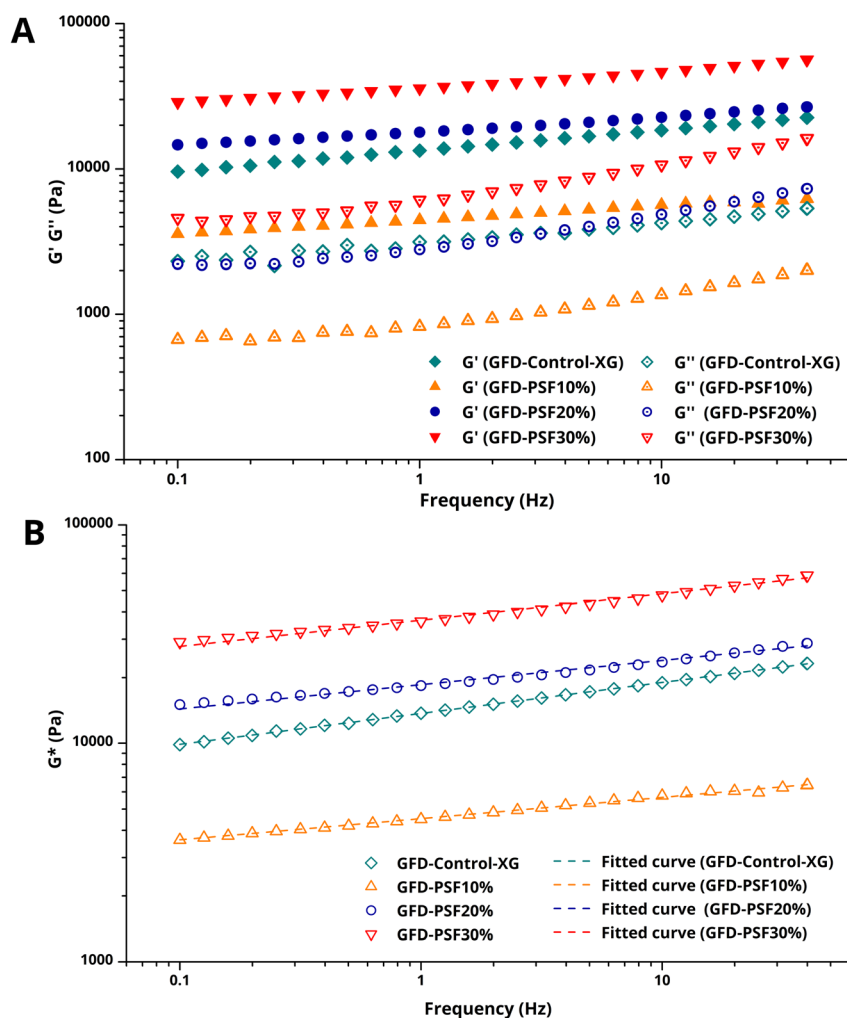 A
100000
10000
1000
100
G' G'' (Pa)
G' (GFD-Control-XG)
G' (GFD-PSF10%)
G' (GFD-PSF20%)
G' (GFD-PSF30%)
G'' (GFD-Control-XG)
G'' (GFD-PSF10%)
G'' (GFD-PSF20%)
G'' (GFD-PSF30%)
0.1 1 10
Frequency (Hz)
B
100000
10000
1000
G* (Pa)
GFD-Control-XG
GFD-PSF10%
GFD-PSF20%
GFD-PSF30%
Fitted curve (GFD-Control-XG)
Fitted curve (GFD-PSF10%)
Fitted curve (GFD-PSF20%)
Fitted curve (GFD-PSF30%)
0.1 1 10
Frequency (Hz)